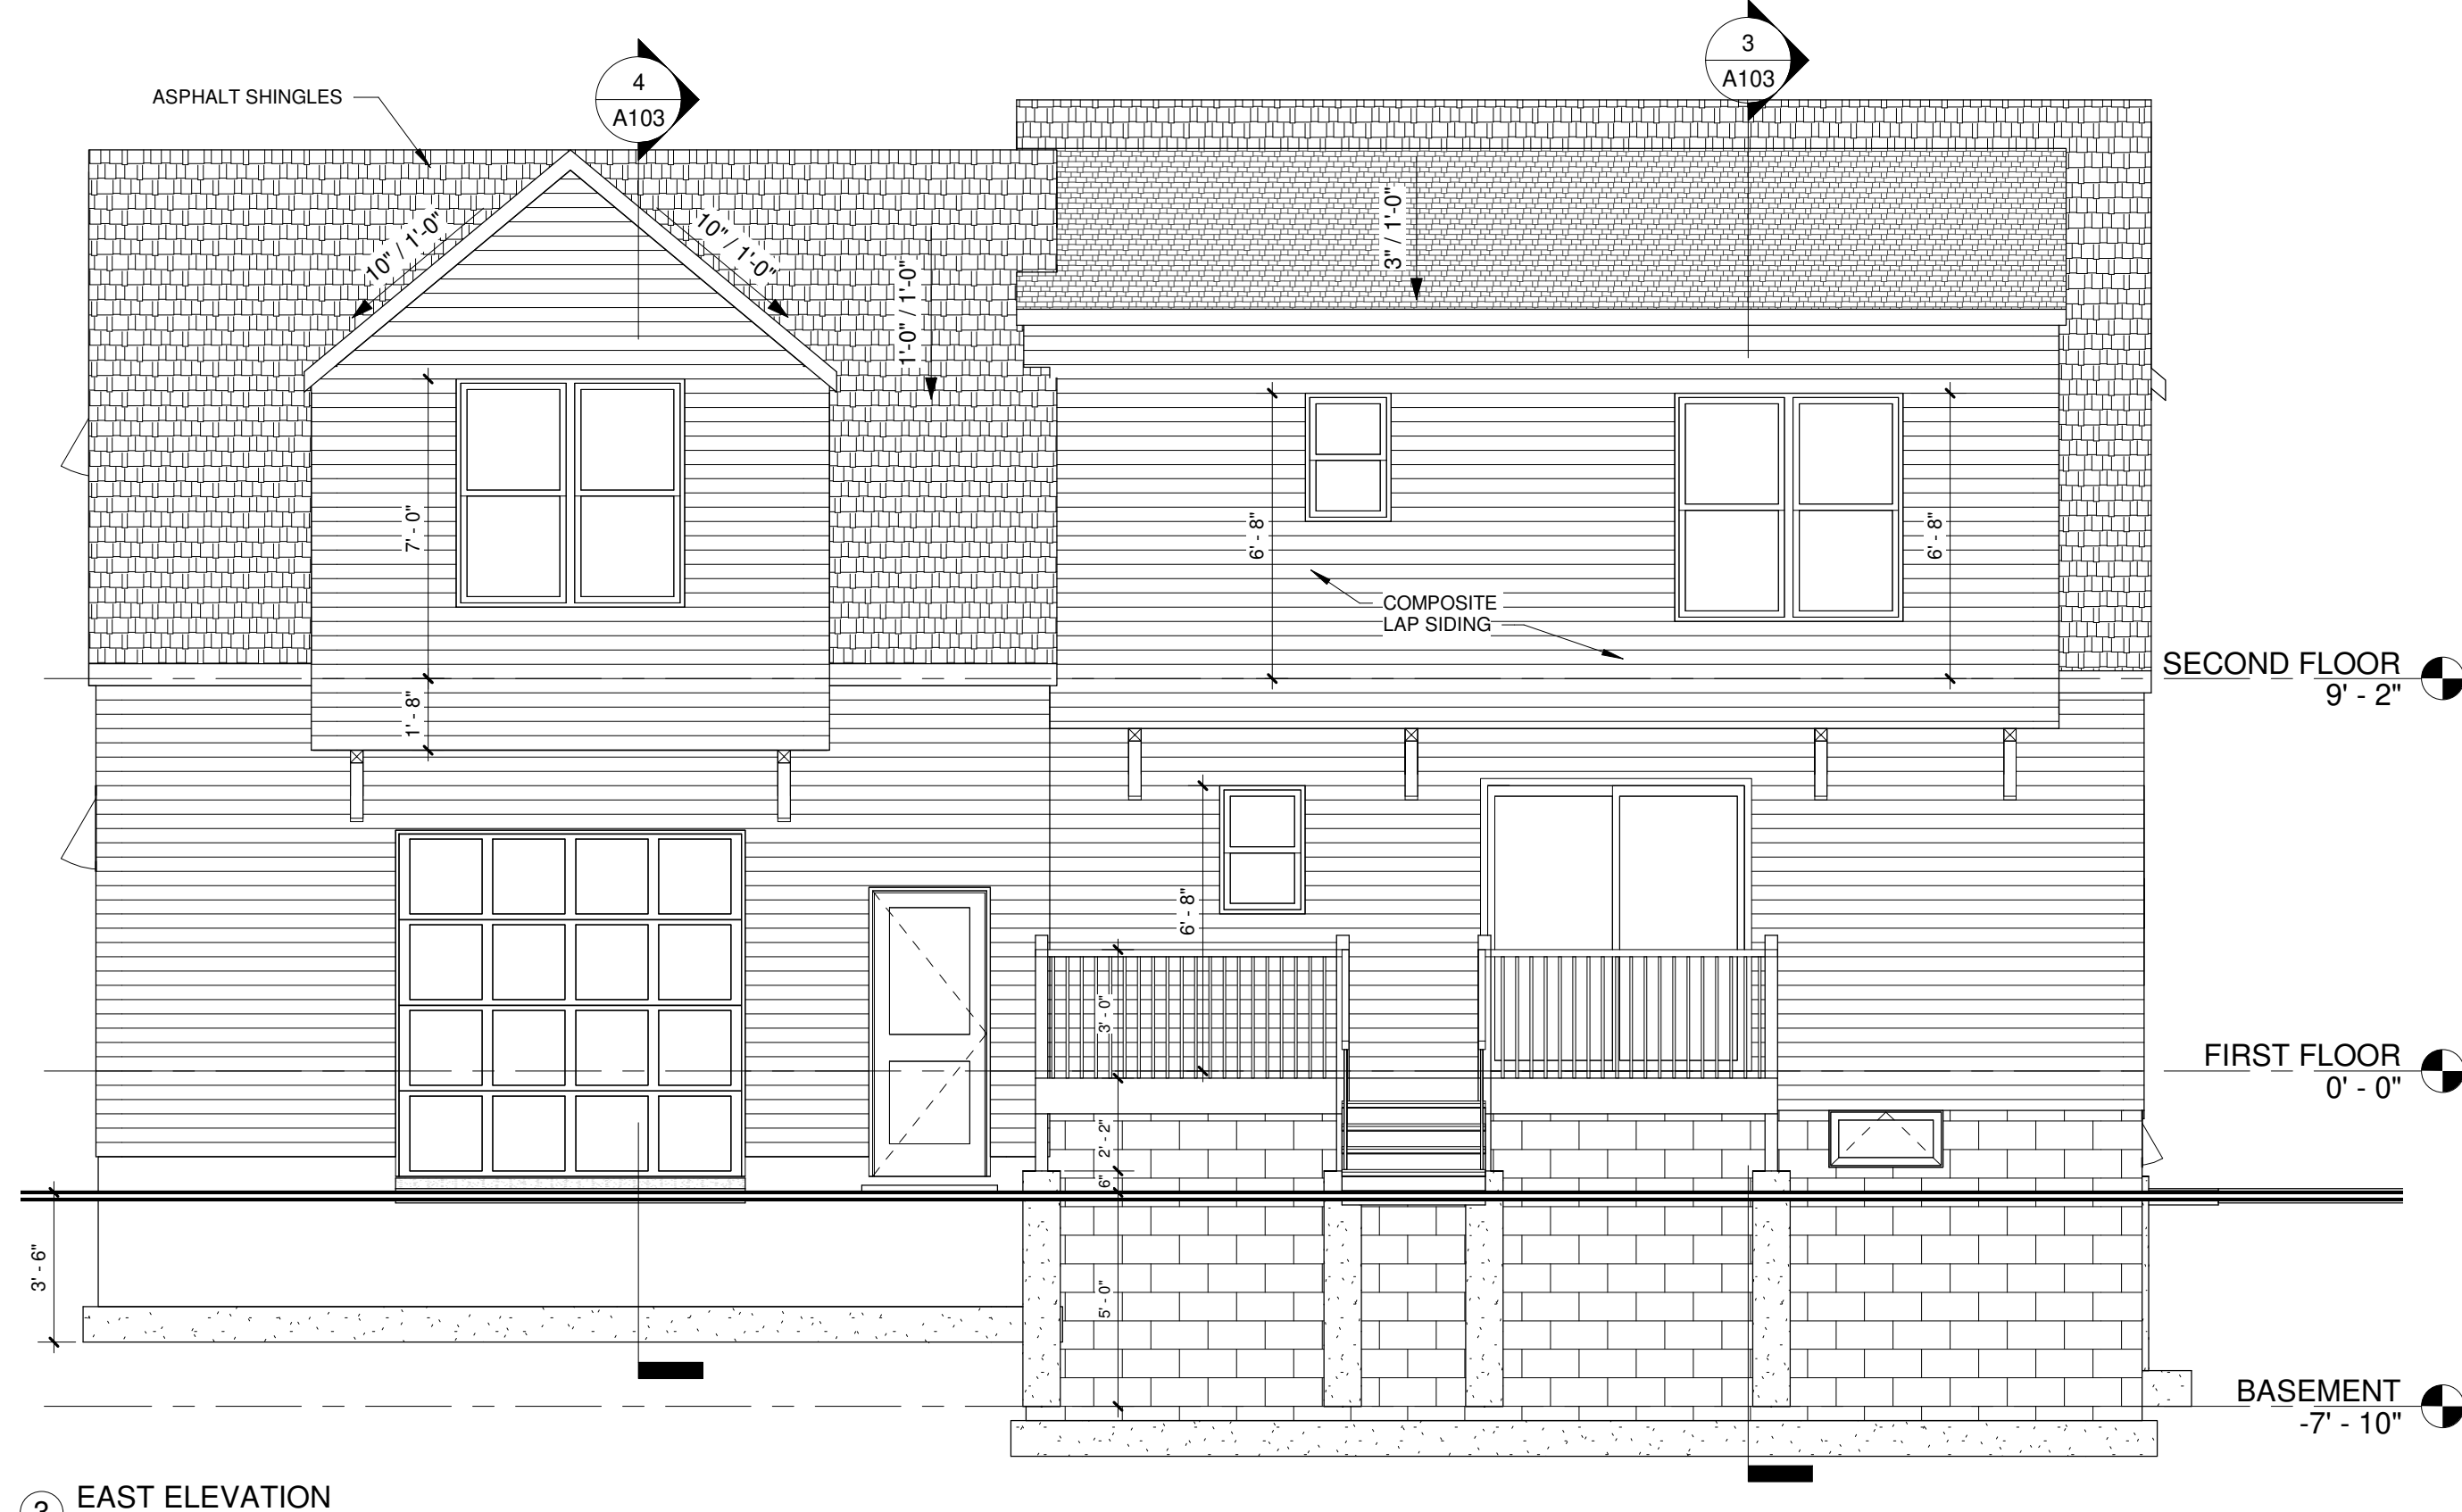 4
A103
3
A103
ASPHALT SHINGLES
10" / 1'-0"
10" / 1'-0"
1'-0" / 1'-0"
3" / 1'-0"
7' - 0"
6' - 8"
6' - 8"
COMPOSITE
LAP SIDING
SECOND FLOOR
9' - 2"
1' - 8"
6' - 8"
3' - 0"
FIRST FLOOR
0' - 0"
2' - 2"
6"
3' - 6"
5' - 0"
BASEMENT
-7' - 10"
3
EAST ELEVATION